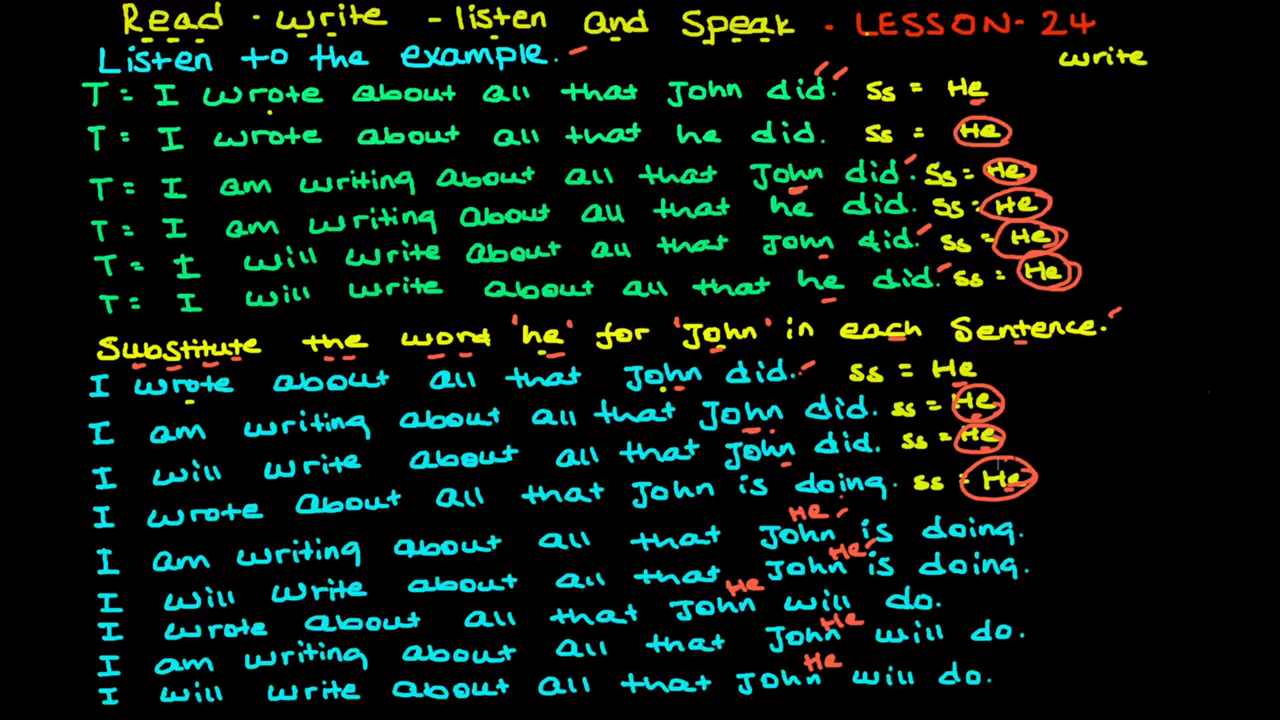 Read - write - listen and Speak - LESSON - 24
Listen to the example.
write
T = I wrote about all that John did. Ss = He
T = I wrote about all that he did. Ss = He
T = I am writing about all that John did. Ss = He
T = I am writing about all that he did. Ss = He
T = I will write about all that John did. Ss = He
T = I will write about all that he did. Ss = He
Substitute the word 'he' for 'John' in each Sentence.
I wrote about all that John did. Ss = He
I am writing about all that John did. Ss = He
I will write about all that John did. Ss = He
I wrote about all that John is doing. Ss = He
He
I am writing about all that John is doing.
He
I will write about all that John is doing.
He
I wrote about all that John will do.
He
I am writing about all that John will do.
He
I will write about all that John will do.